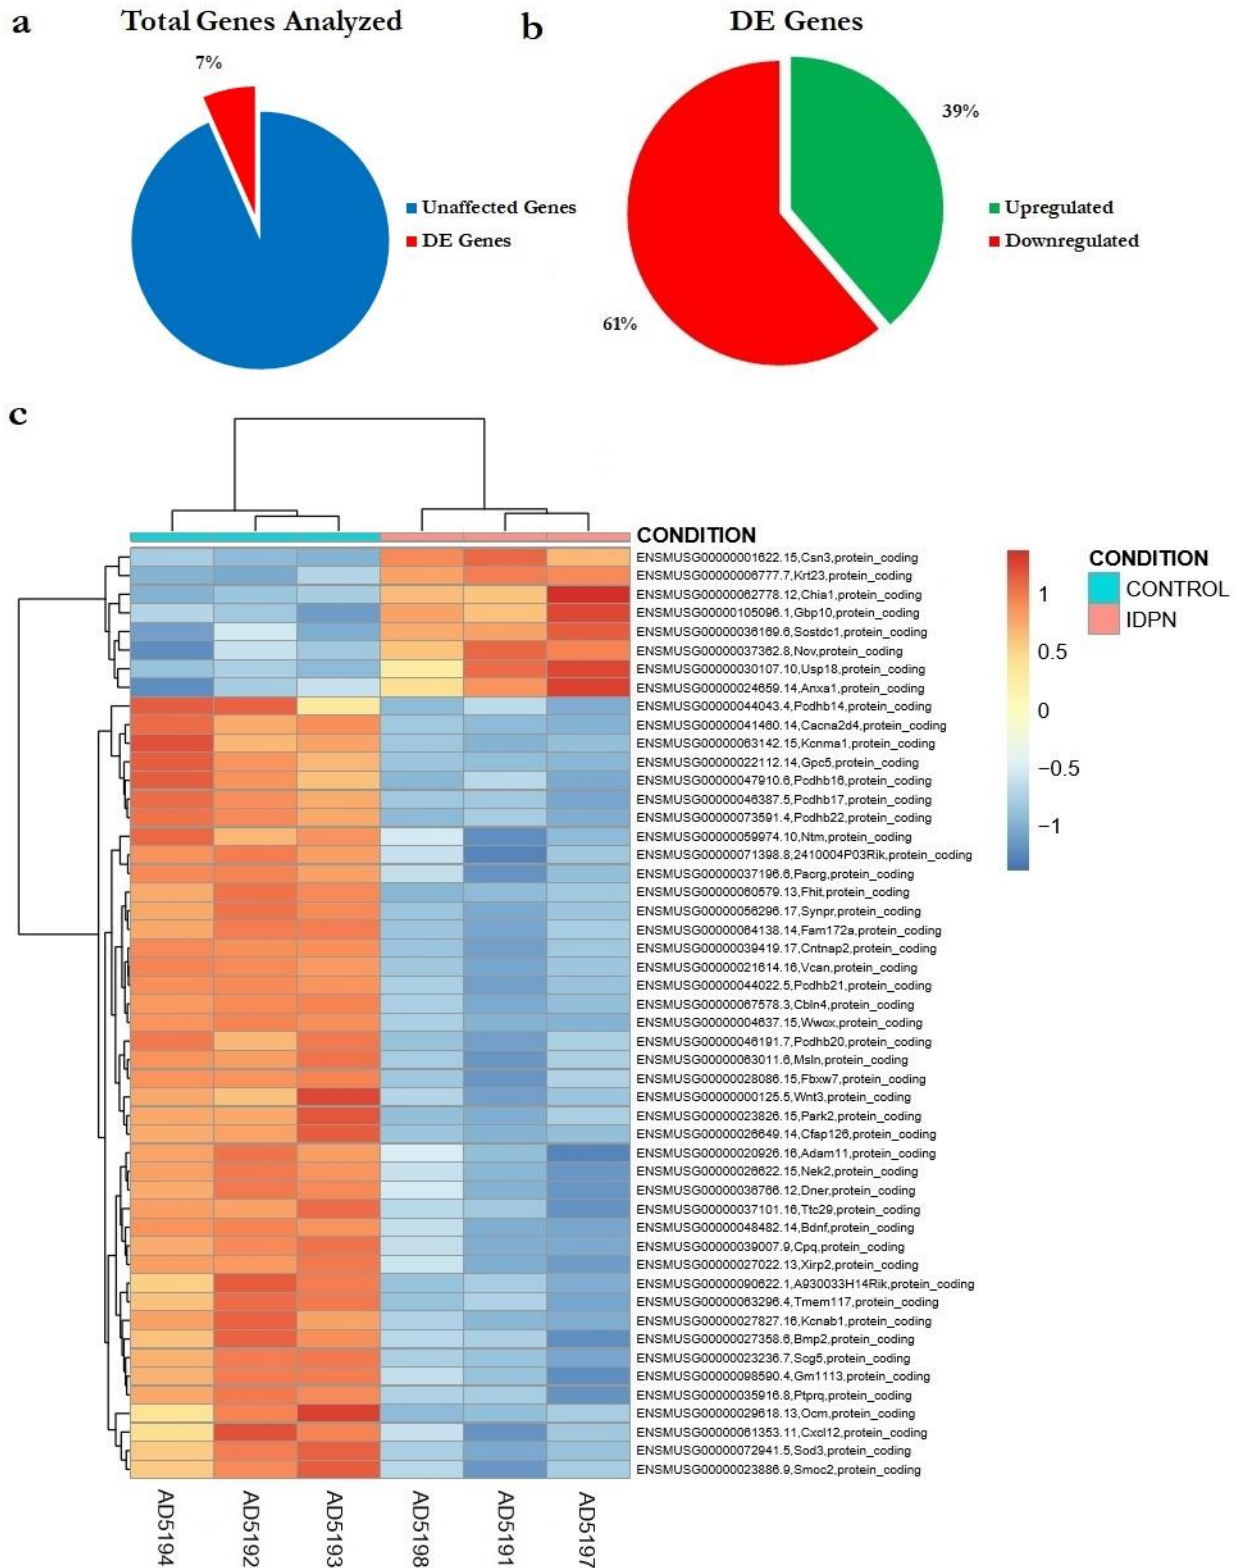 a
Total Genes Analyzed
7%
Unaffected Genes
DE Genes
b
DE Genes
39%
61%
Upregulated
Downregulated
c
CONDITION
ENSMUSG00000001622.15,Csn3,protein_coding
ENSMUSG00000006777.7,Krt23,protein_coding
ENSMUSG00000062778.12,Chia1,protein_coding
ENSMUSG00000105096.1,Gbp10,protein_coding
ENSMUSG00000036169.6,Sostdc1,protein_coding
ENSMUSG00000037362.8,Nov,protein_coding
ENSMUSG00000030107.10,Usp18,protein_coding
ENSMUSG00000024659.14,Anxa1,protein_coding
ENSMUSG00000044043.4,Pcdhb14,protein_coding
ENSMUSG00000041460.14,Cacna2d4,protein_coding
ENSMUSG00000063142.15,Kcnma1,protein_coding
ENSMUSG00000022112.14,Gpc5,protein_coding
ENSMUSG00000047910.6,Pcdhb16,protein_coding
ENSMUSG00000046387.5,Pcdhb17,protein_coding
ENSMUSG00000073591.4,Pcdhb22,protein_coding
ENSMUSG00000059974.10,Ntm,protein_coding
ENSMUSG00000071398.8,2410004P03Rik,protein_coding
ENSMUSG00000037196.6,Pacrg,protein_coding
ENSMUSG00000060579.13,Fhit,protein_coding
ENSMUSG00000056296.17,Synpr,protein_coding
ENSMUSG00000064138.14,Fam172a,protein_coding
ENSMUSG00000039419.17,Cntnap2,protein_coding
ENSMUSG00000021614.16,Vcan,protein_coding
ENSMUSG00000044022.5,Pcdhb21,protein_coding
ENSMUSG00000067578.3,Cbln4,protein_coding
ENSMUSG00000004637.15,Wwox,protein_coding
ENSMUSG00000046191.7,Pcdhb20,protein_coding
ENSMUSG00000063011.6,Msln,protein_coding
ENSMUSG00000028086.15,Fbxw7,protein_coding
ENSMUSG00000000125.5,Wnt3,protein_coding
ENSMUSG00000023826.15,Park2,protein_coding
ENSMUSG00000026649.14,Cfap126,protein_coding
ENSMUSG00000020926.16,Adam11,protein_coding
ENSMUSG00000026622.15,Nek2,protein_coding
ENSMUSG00000036766.12,Dner,protein_coding
ENSMUSG00000037101.16,Ttc29,protein_coding
ENSMUSG00000048482.14,Bdnf,protein_coding
ENSMUSG00000039007.9,Cpq,protein_coding
ENSMUSG00000027022.13,Xirp2,protein_coding
ENSMUSG00000090622.1,A930033H14Rik,protein_coding
ENSMUSG00000063296.4,Tmem117,protein_coding
ENSMUSG00000027827.16,Kcnab1,protein_coding
ENSMUSG00000027358.6,Bmp2,protein_coding
ENSMUSG00000023236.7,Scg5,protein_coding
ENSMUSG00000098590.4,Gm1113,protein_coding
ENSMUSG00000035916.8,Ptprq,protein_coding
ENSMUSG00000029618.13,Ocm,protein_coding
ENSMUSG00000061353.11,Cxcl12,protein_coding
ENSMUSG00000072941.5,Sod3,protein_coding
ENSMUSG00000023886.9,Smoc2,protein_coding
1
0.5
0
−0.5
−1
CONDITION
CONTROL
IDPN
AD5194
AD5192
AD5193
AD5198
AD5191
AD5197